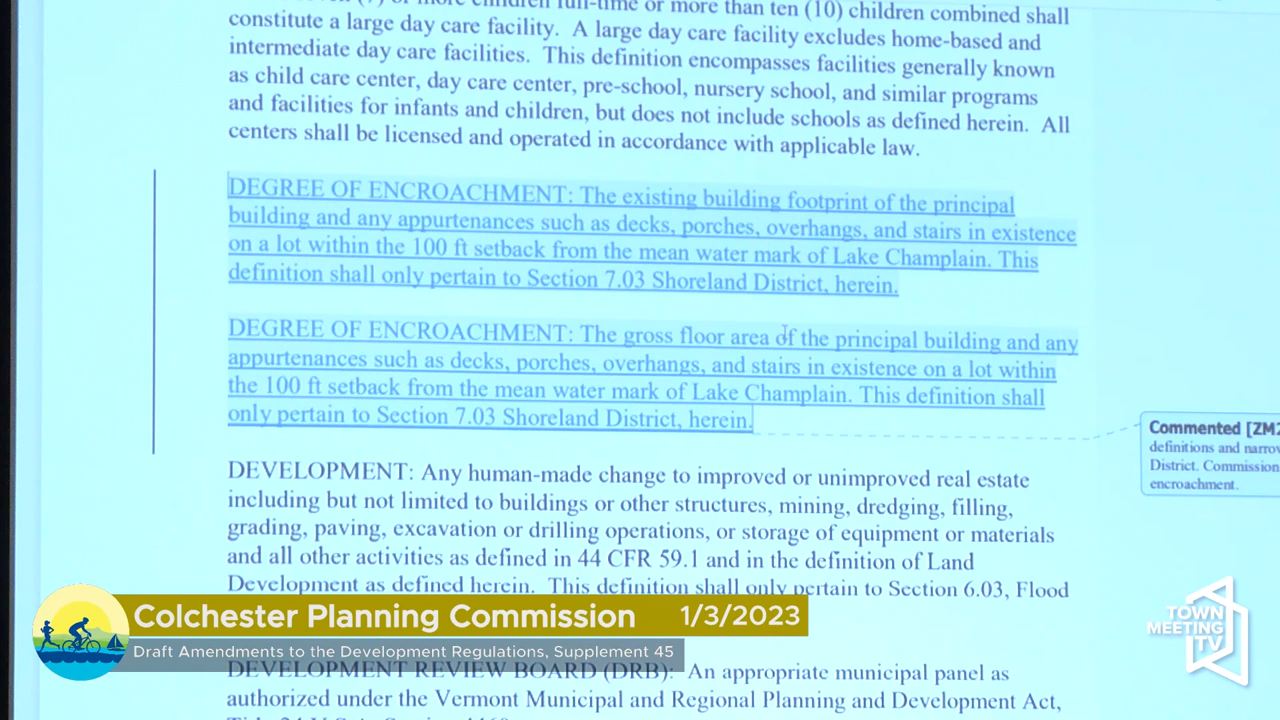 or more children full-time or more than ten (10) children combined shall
constitute a large day care facility. A large day care facility excludes home-based and
intermediate day care facilities. This definition encompasses facilities generally known
as child care center, day care center, pre-school, nursery school, and similar programs
and facilities for infants and children, but does not include schools as defined herein. All
centers shall be licensed and operated in accordance with applicable law.
DEGREE OF ENCROACHMENT: The existing building footprint of the principal
building and any appurtenances such as decks, porches, overhangs, and stairs in existence
on a lot within the 100 ft setback from the mean water mark of Lake Champlain. This
definition shall only pertain to Section 7.03 Shoreland District, herein.
DEGREE OF ENCROACHMENT: The gross floor area of the principal building and any
appurtenances such as decks, porches, overhangs, and stairs in existence on a lot within
the 100 ft setback from the mean water mark of Lake Champlain. This definition shall
only pertain to Section 7.03 Shoreland District, herein.
Commented [ZM2
definitions and narrow
District. Commission
encroachment.
DEVELOPMENT: Any human-made change to improved or unimproved real estate
including but not limited to buildings or other structures, mining, dredging, filling,
grading, paving, excavation or drilling operations, or storage of equipment or materials
and all other activities as defined in 44 CFR 59.1 and in the definition of Land
Development as defined herein. This definition shall only pertain to Section 6.03, Flood
Colchester Planning Commission 1/3/2023
Draft Amendments to the Development Regulations, Supplement 45
DEVELOPMENT REVIEW BOARD (DRB): An appropriate municipal panel as
authorized under the Vermont Municipal and Regional Planning and Development Act,
TOWN
MEETING
TV